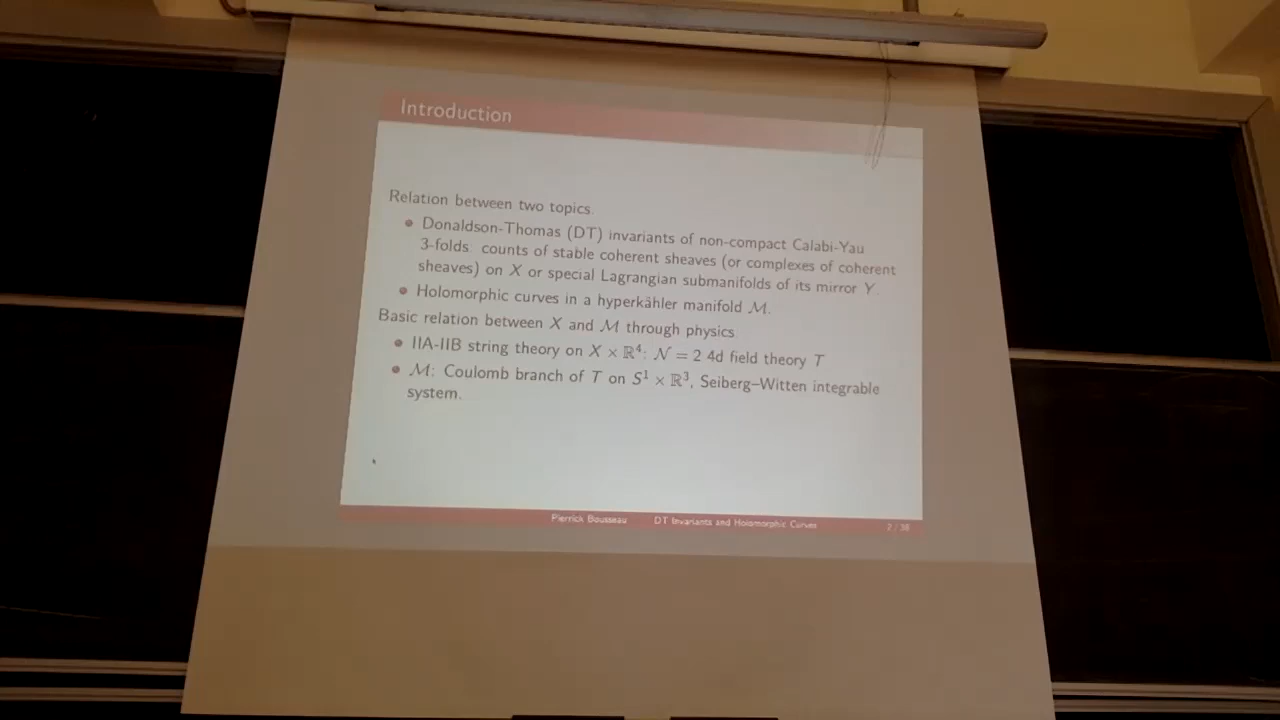 Introduction
Relation between two topics.
Donaldson-Thomas (DT) invariants of non-compact Calabi-Yau
3-folds: counts of stable coherent sheaves (or complexes of coherent
sheaves) on X or special Lagrangian submanifolds of its mirror Y.
Holomorphic curves in a hyperkähler manifold ℳ.
Basic relation between X and ℳ through physics
IIA-IIB string theory on X × ℝ⁴: 𝒩 = 2 4d field theory T
ℳ: Coulomb branch of T on S¹ × ℝ³, Seiberg–Witten integrable
system.
Pierrick Bousseau DT Invariants and Holomorphic Curves 2 / 38